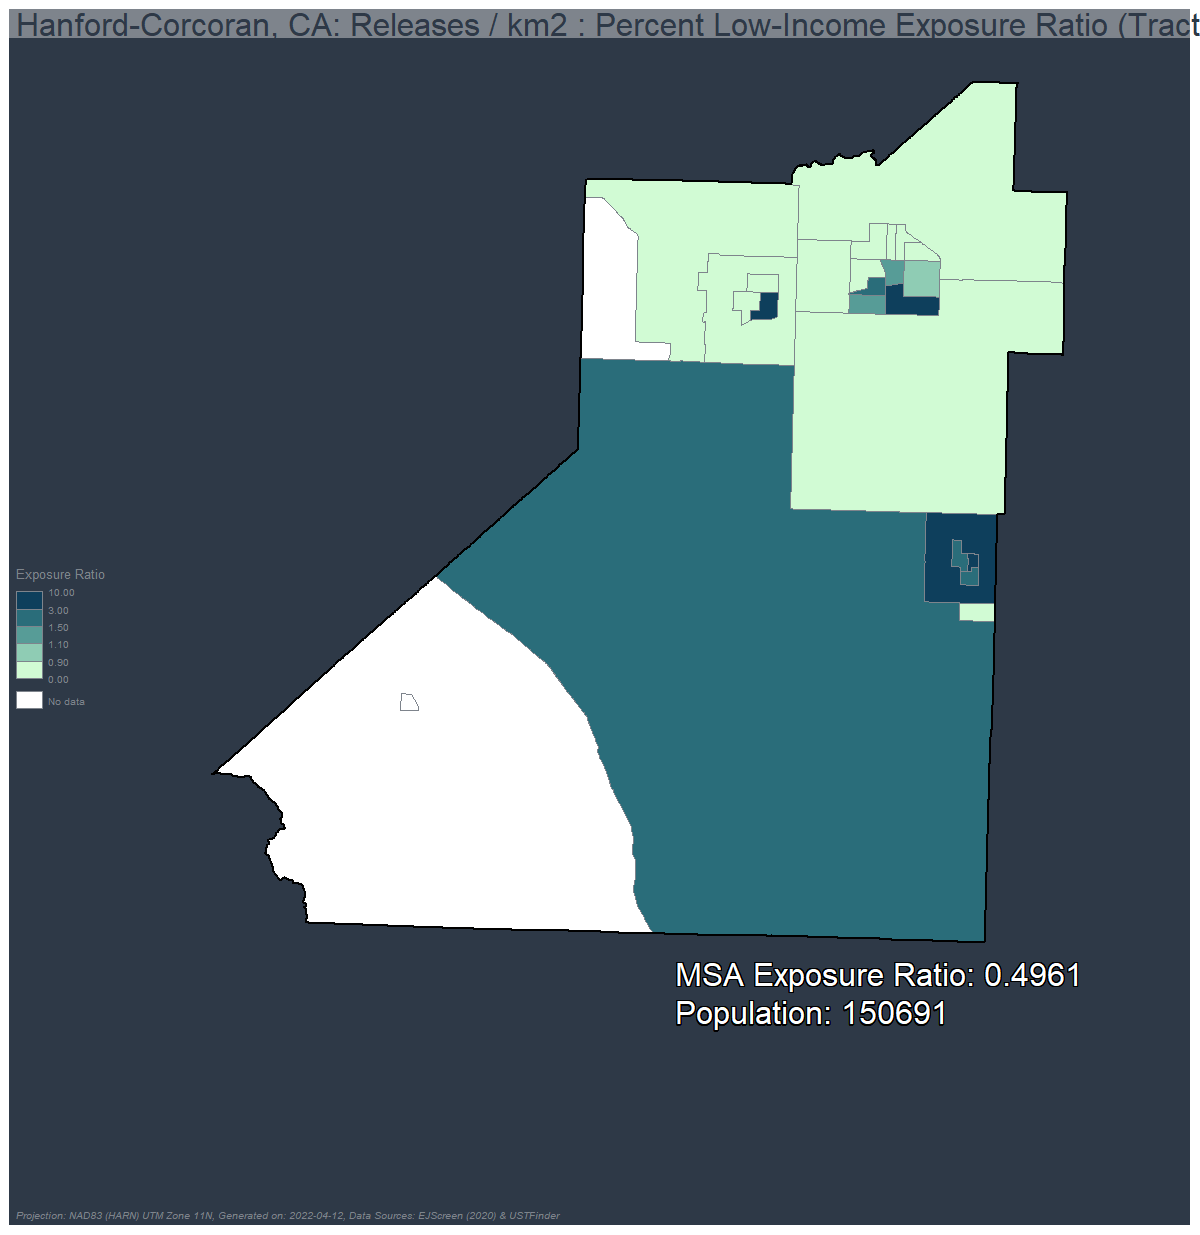 Hanford-Corcoran, CA: Releases / km2 : Percent Low-Income Exposure Ratio (Tract
Exposure Ratio
10.00
3.00
1.50
1.10
0.90
0.00
No data
MSA Exposure Ratio: 0.4961
Population: 150691
Projection: NAD83 (HARN) UTM Zone 11N, Generated on: 2022-04-12, Data Sources: EJScreen (2020) & USTFinder